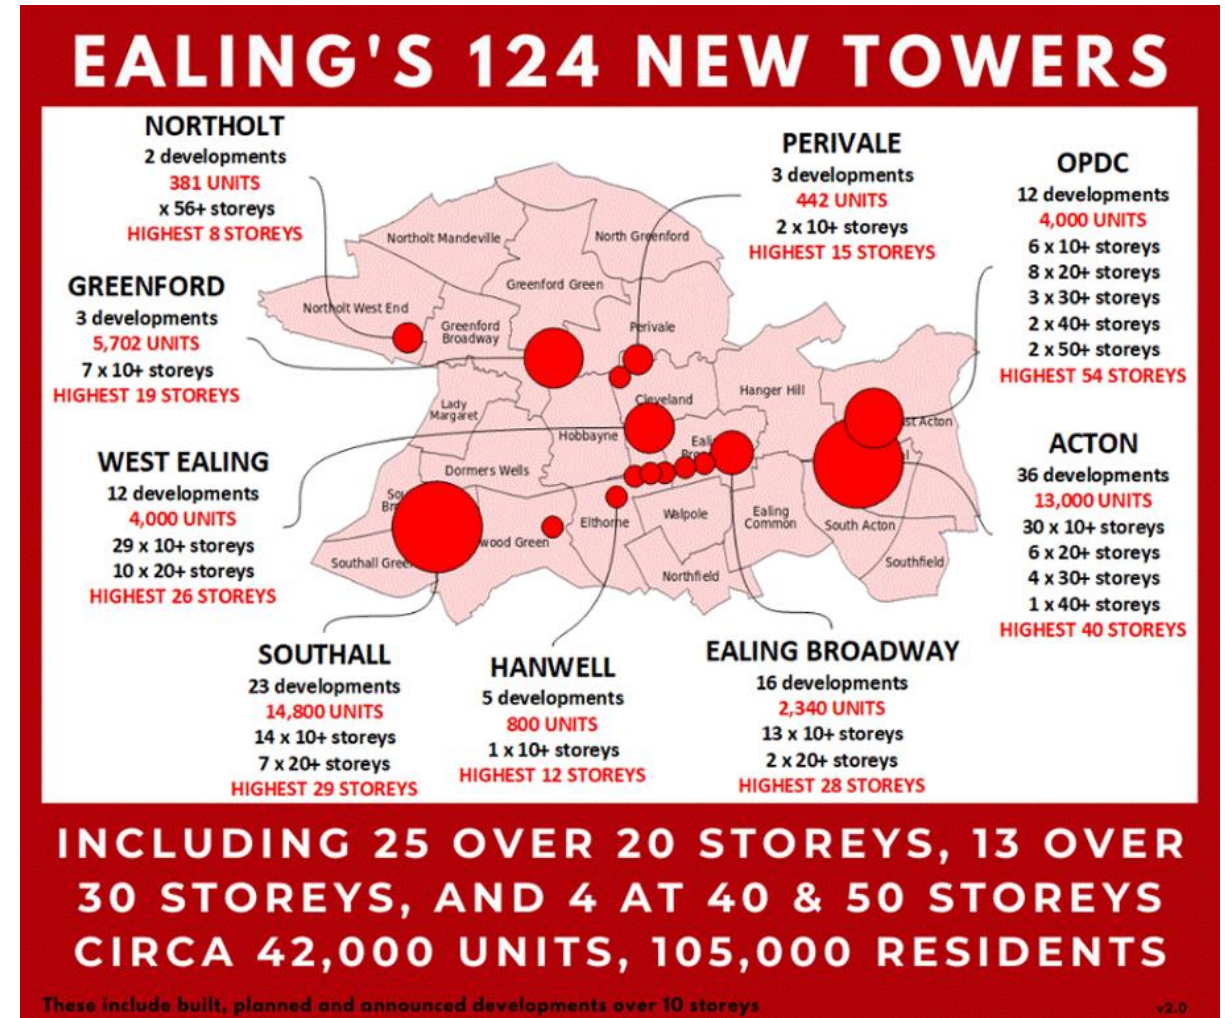 EALING'S 124 NEW TOWERS
NORTHOLT
2 developments
381 UNITS
x 56+ storeys
HIGHEST 8 STOREYS
PERIVALE
3 developments
442 UNITS
2 x 10+ storeys
HIGHEST 15 STOREYS
OPDC
12 developments
4,000 UNITS
6 x 10+ storeys
8 x 20+ storeys
3 x 30+ storeys
2 x 40+ storeys
2 x 50+ storeys
HIGHEST 54 STOREYS
GREENFORD
3 developments
5,702 UNITS
7 x 10+ storeys
HIGHEST 19 STOREYS
WEST EALING
12 developments
4,000 UNITS
29 x 10+ storeys
10 x 20+ storeys
HIGHEST 26 STOREYS
ACTON
36 developments
13,000 UNITS
30 x 10+ storeys
6 x 20+ storeys
4 x 30+ storeys
1 x 40+ storeys
HIGHEST 40 STOREYS
Northolt Mandeville
North Greenford
Greenford Green
Northolt West End
Greenford
Broadway
Perivale
Hanger Hill
Cleveland
Lady
Margaret
Hobbayne
Dormers Wells
Elthorne
Walpole
Ealing
Common
South Acton
Southfield
Northfield
SOUTHALL
23 developments
14,800 UNITS
14 x 10+ storeys
7 x 20+ storeys
HIGHEST 29 STOREYS
HANWELL
5 developments
800 UNITS
1 x 10+ storeys
HIGHEST 12 STOREYS
EALING BROADWAY
16 developments
2,340 UNITS
13 x 10+ storeys
2 x 20+ storeys
HIGHEST 28 STOREYS
INCLUDING 25 OVER 20 STOREYS, 13 OVER
30 STOREYS, AND 4 AT 40 & 50 STOREYS
CIRCA 42,000 UNITS, 105,000 RESIDENTS
These include built, planned and announced developments over 10 storeys
v2.0